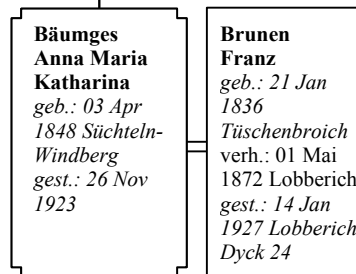 Bäumges
Anna Maria
Katharina
geb.: 03 Apr
1848 Süchteln-
Windberg
gest.: 26 Nov
1923
Brunen
Franz
geb.: 21 Jan
1836
Tüschenbroich
verh.: 01 Mai
1872 Lobberich
gest.: 14 Jan
1927 Lobberich
Dyck 24